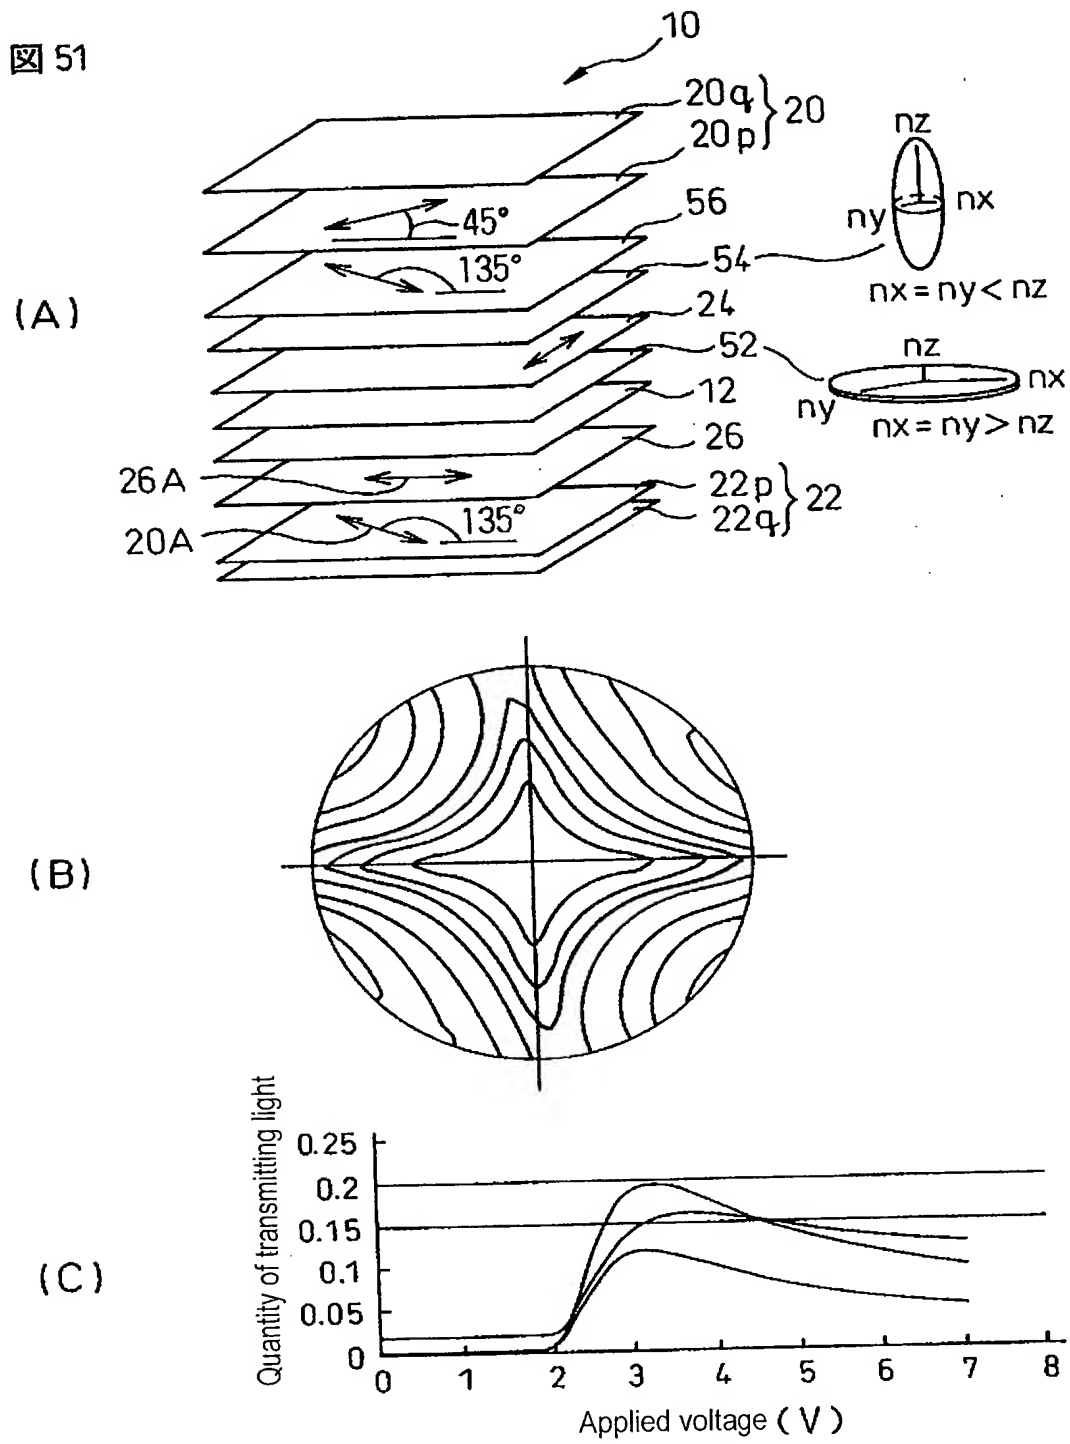 図51
10
20q } 20
20p
56
45°
135°
54
24
52
12
26
26A
22p } 22
22q
20A
135°
nz
nx
ny
nx=ny<nz
nz
nx
ny
nx=ny>nz
(A)
(B)
(C)
Quantity of transmitting light
0.25
0.2
0.15
0.1
0.05
0
0 1 2 3 4 5 6 7 8
Applied voltage (V)